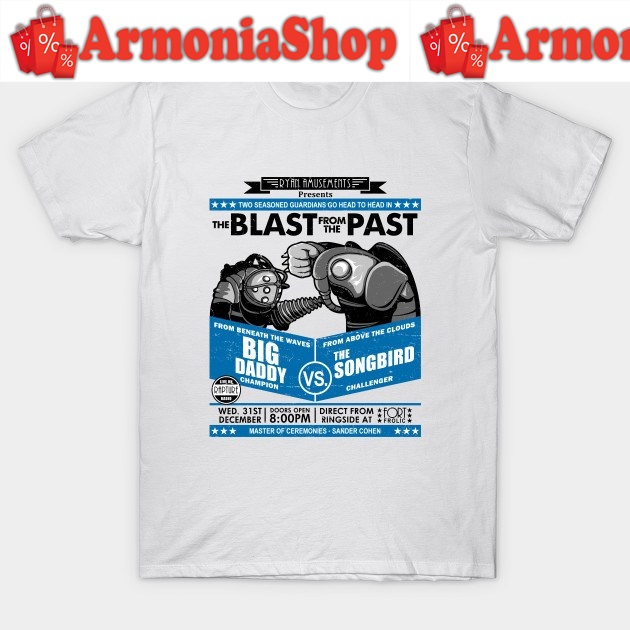 % % % ArmoniaShop % % % Armon
RYAN AMUSEMENTS
Presents
TWO SEASONED GUARDIANS GO HEAD TO HEAD IN
THE BLAST FROM THE PAST
FROM BENEATH THE WAVES
BIG
DADDY
CHAMPION
VS.
FROM ABOVE THE CLOUDS
THE
SONGBIRD
CHALLENGER
RAPTURE
RADIO
WED. 31ST
DECEMBER
DOORS OPEN
8:00PM
DIRECT FROM
RINGSIDE AT
FORT
FROLIC
MASTER OF CEREMONIES - SANDER COHEN